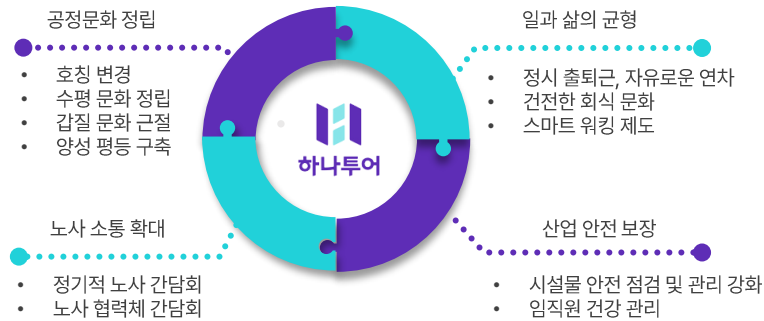 공정문화 정립
• 호칭 변경
• 수평 문화 정립
• 갑질 문화 근절
• 양성 평등 구축
일과 삶의 균형
• 정시 출퇴근, 자유로운 연차
• 건전한 회식 문화
• 스마트 워킹 제도
하나투어
노사 소통 확대
• 정기적 노사 간담회
• 노사 협력체 간담회
산업 안전 보장
• 시설물 안전 점검 및 관리 강화
• 임직원 건강 관리